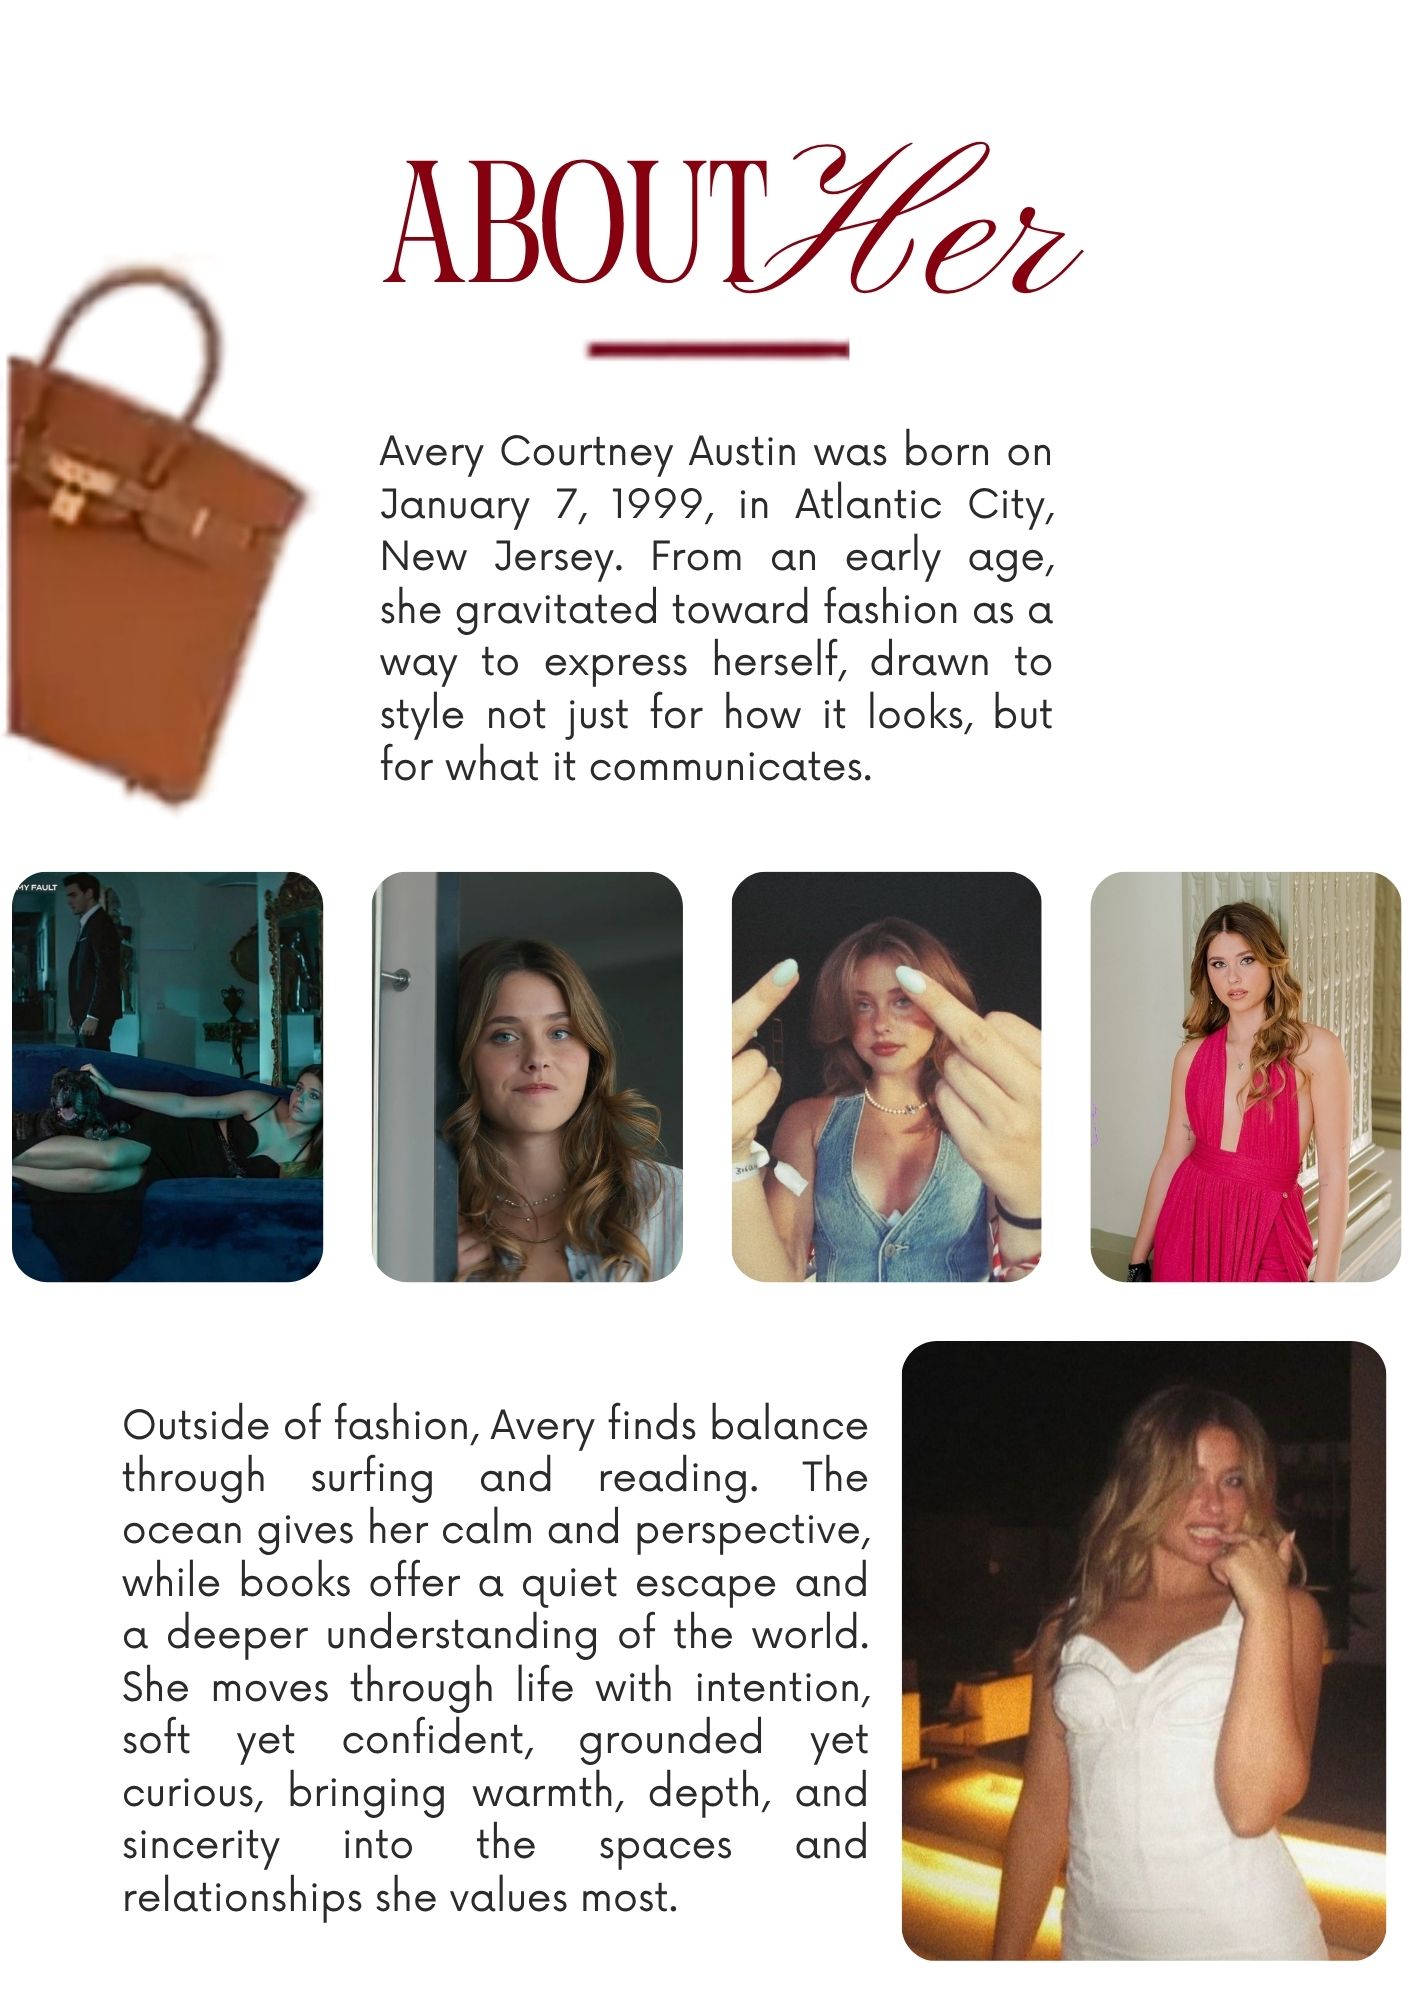 ABOUT Her
Avery Courtney Austin was born on
January 7, 1999, in Atlantic City,
New Jersey. From an early age,
she gravitated toward fashion as a
way to express herself, drawn to
style not just for how it looks, but
for what it communicates.
MY FAULT
Outside of fashion, Avery finds balance
through surfing and reading. The
ocean gives her calm and perspective,
while books offer a quiet escape and
a deeper understanding of the world.
She moves through life with intention,
soft yet confident, grounded yet
curious, bringing warmth, depth, and
sincerity into the spaces and
relationships she values most.